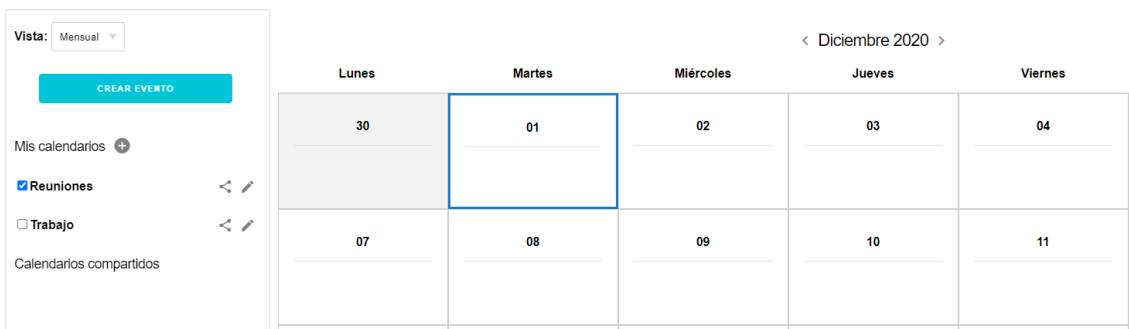 Vista: Mensual
CREAR EVENTO
Mis calendarios
Reuniones
Trabajo
Calendarios compartidos
< Diciembre 2020 >
Lunes Martes Miércoles Jueves Viernes
30 01 02 03 04
07 08 09 10 11